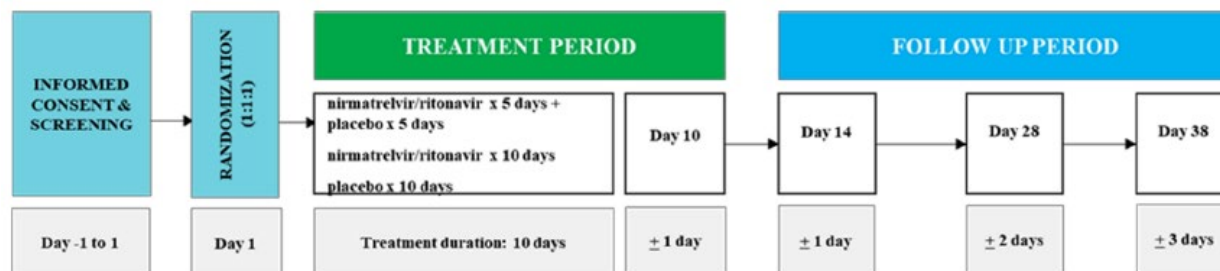 INFORMED
CONSENT &
SCREENING
RANDOMIZATION
(1:1:1)
TREATMENT PERIOD
FOLLOW UP PERIOD
nirmatrelvir/ritonavir x 5 days +
placebo x 5 days
nirmatrelvir/ritonavir x 10 days
placebo x 10 days
Day 10
Day 14
Day 28
Day 38
Day -1 to 1
Day 1
Treatment duration: 10 days
± 1 day
± 1 day
± 2 days
± 3 days